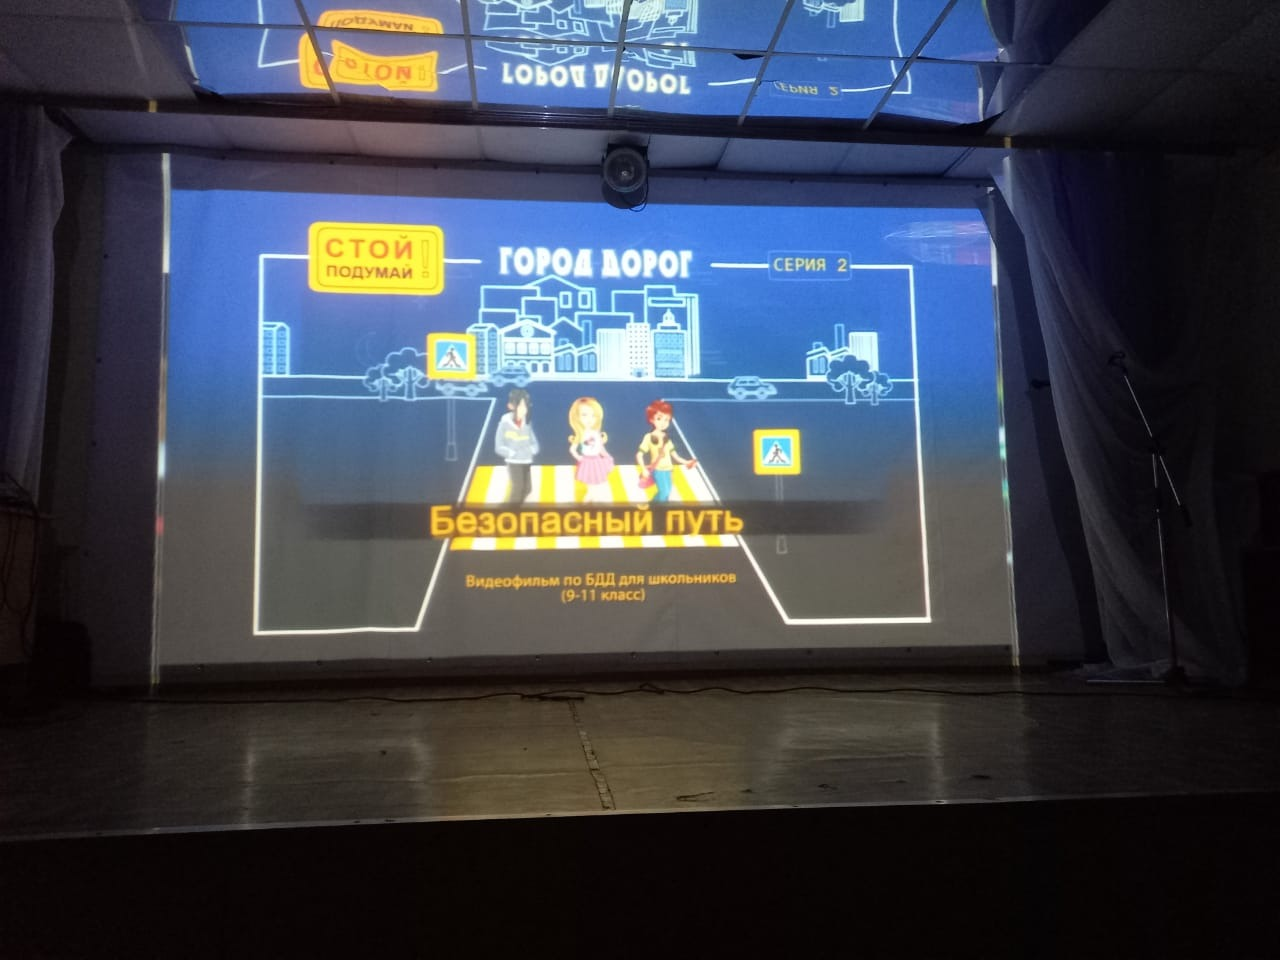 СТОЙ!
ПОДУМАЙ
ГОРОД ДОРОГ
СЕРИЯ 2
Безопасный путь
Видеофильм по БДД для школьников
(9-11 класс)